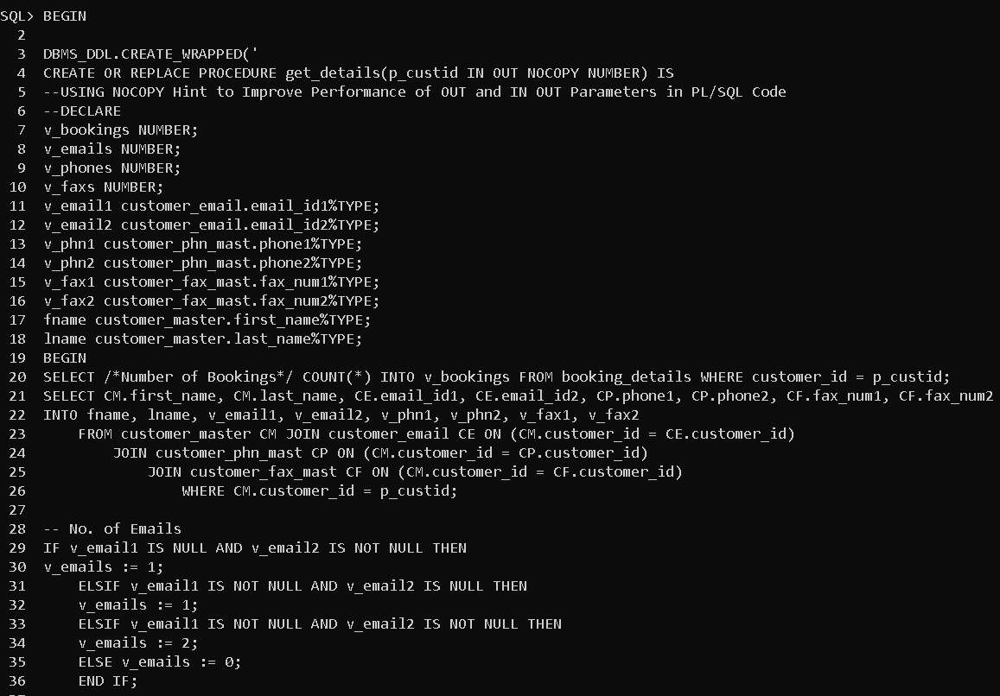 SQL> BEGIN
2
3 DBMS_DDL.CREATE_WRAPPED('
4 CREATE OR REPLACE PROCEDURE get_details(p_custid IN OUT NOCOPY NUMBER) IS
5 --USING NOCOPY Hint to Improve Performance of OUT and IN OUT Parameters in PL/SQL Code
6 --DECLARE
7 v_bookings NUMBER;
8 v_emails NUMBER;
9 v_phones NUMBER;
10 v_faxs NUMBER;
11 v_email1 customer_email.email_id1%TYPE;
12 v_email2 customer_email.email_id2%TYPE;
13 v_phn1 customer_phn_mast.phone1%TYPE;
14 v_phn2 customer_phn_mast.phone2%TYPE;
15 v_fax1 customer_fax_mast.fax_num1%TYPE;
16 v_fax2 customer_fax_mast.fax_num2%TYPE;
17 fname customer_master.first_name%TYPE;
18 lname customer_master.last_name%TYPE;
19 BEGIN
20 SELECT /*Number of Bookings*/ COUNT(*) INTO v_bookings FROM booking_details WHERE customer_id = p_custid;
21 SELECT CM.first_name, CM.last_name, CE.email_id1, CE.email_id2, CP.phone1, CP.phone2, CF.fax_num1, CF.fax_num2
22 INTO fname, lname, v_email1, v_email2, v_phn1, v_phn2, v_fax1, v_fax2
23 FROM customer_master CM JOIN customer_email CE ON (CM.customer_id = CE.customer_id)
24 JOIN customer_phn_mast CP ON (CM.customer_id = CP.customer_id)
25 JOIN customer_fax_mast CF ON (CM.customer_id = CF.customer_id)
26 WHERE CM.customer_id = p_custid;
27
28 -- No. of Emails
29 IF v_email1 IS NULL AND v_email2 IS NOT NULL THEN
30 v_emails := 1;
31 ELSIF v_email1 IS NOT NULL AND v_email2 IS NULL THEN
32 v_emails := 1;
33 ELSIF v_email1 IS NOT NULL AND v_email2 IS NOT NULL THEN
34 v_emails := 2;
35 ELSE v_emails := 0;
36 END IF;